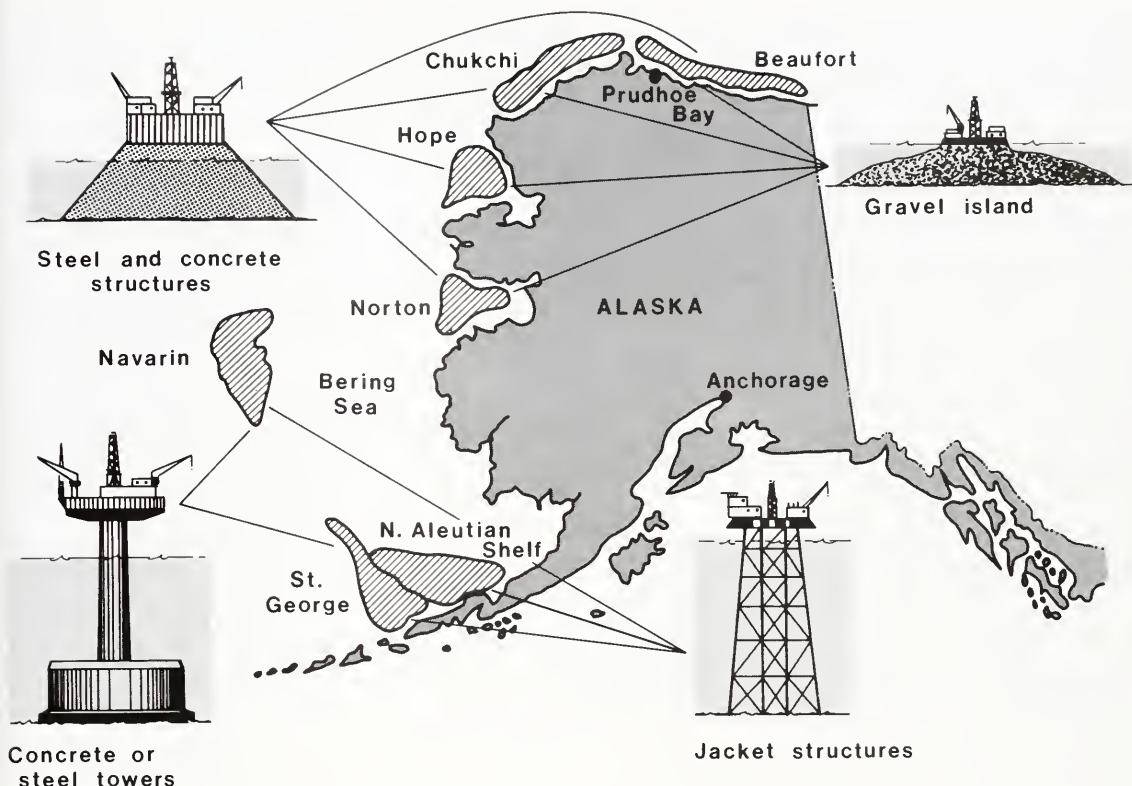 Chukchi
Beaufort
Prudhoe
Bay
Hope
Gravel island
Steel and concrete
structures
Norton
ALASKA
Navarin
Bering
Sea
Anchorage
N. Aleutian
Shelf
St.
George
Concrete or
steel towers
Jacket structures